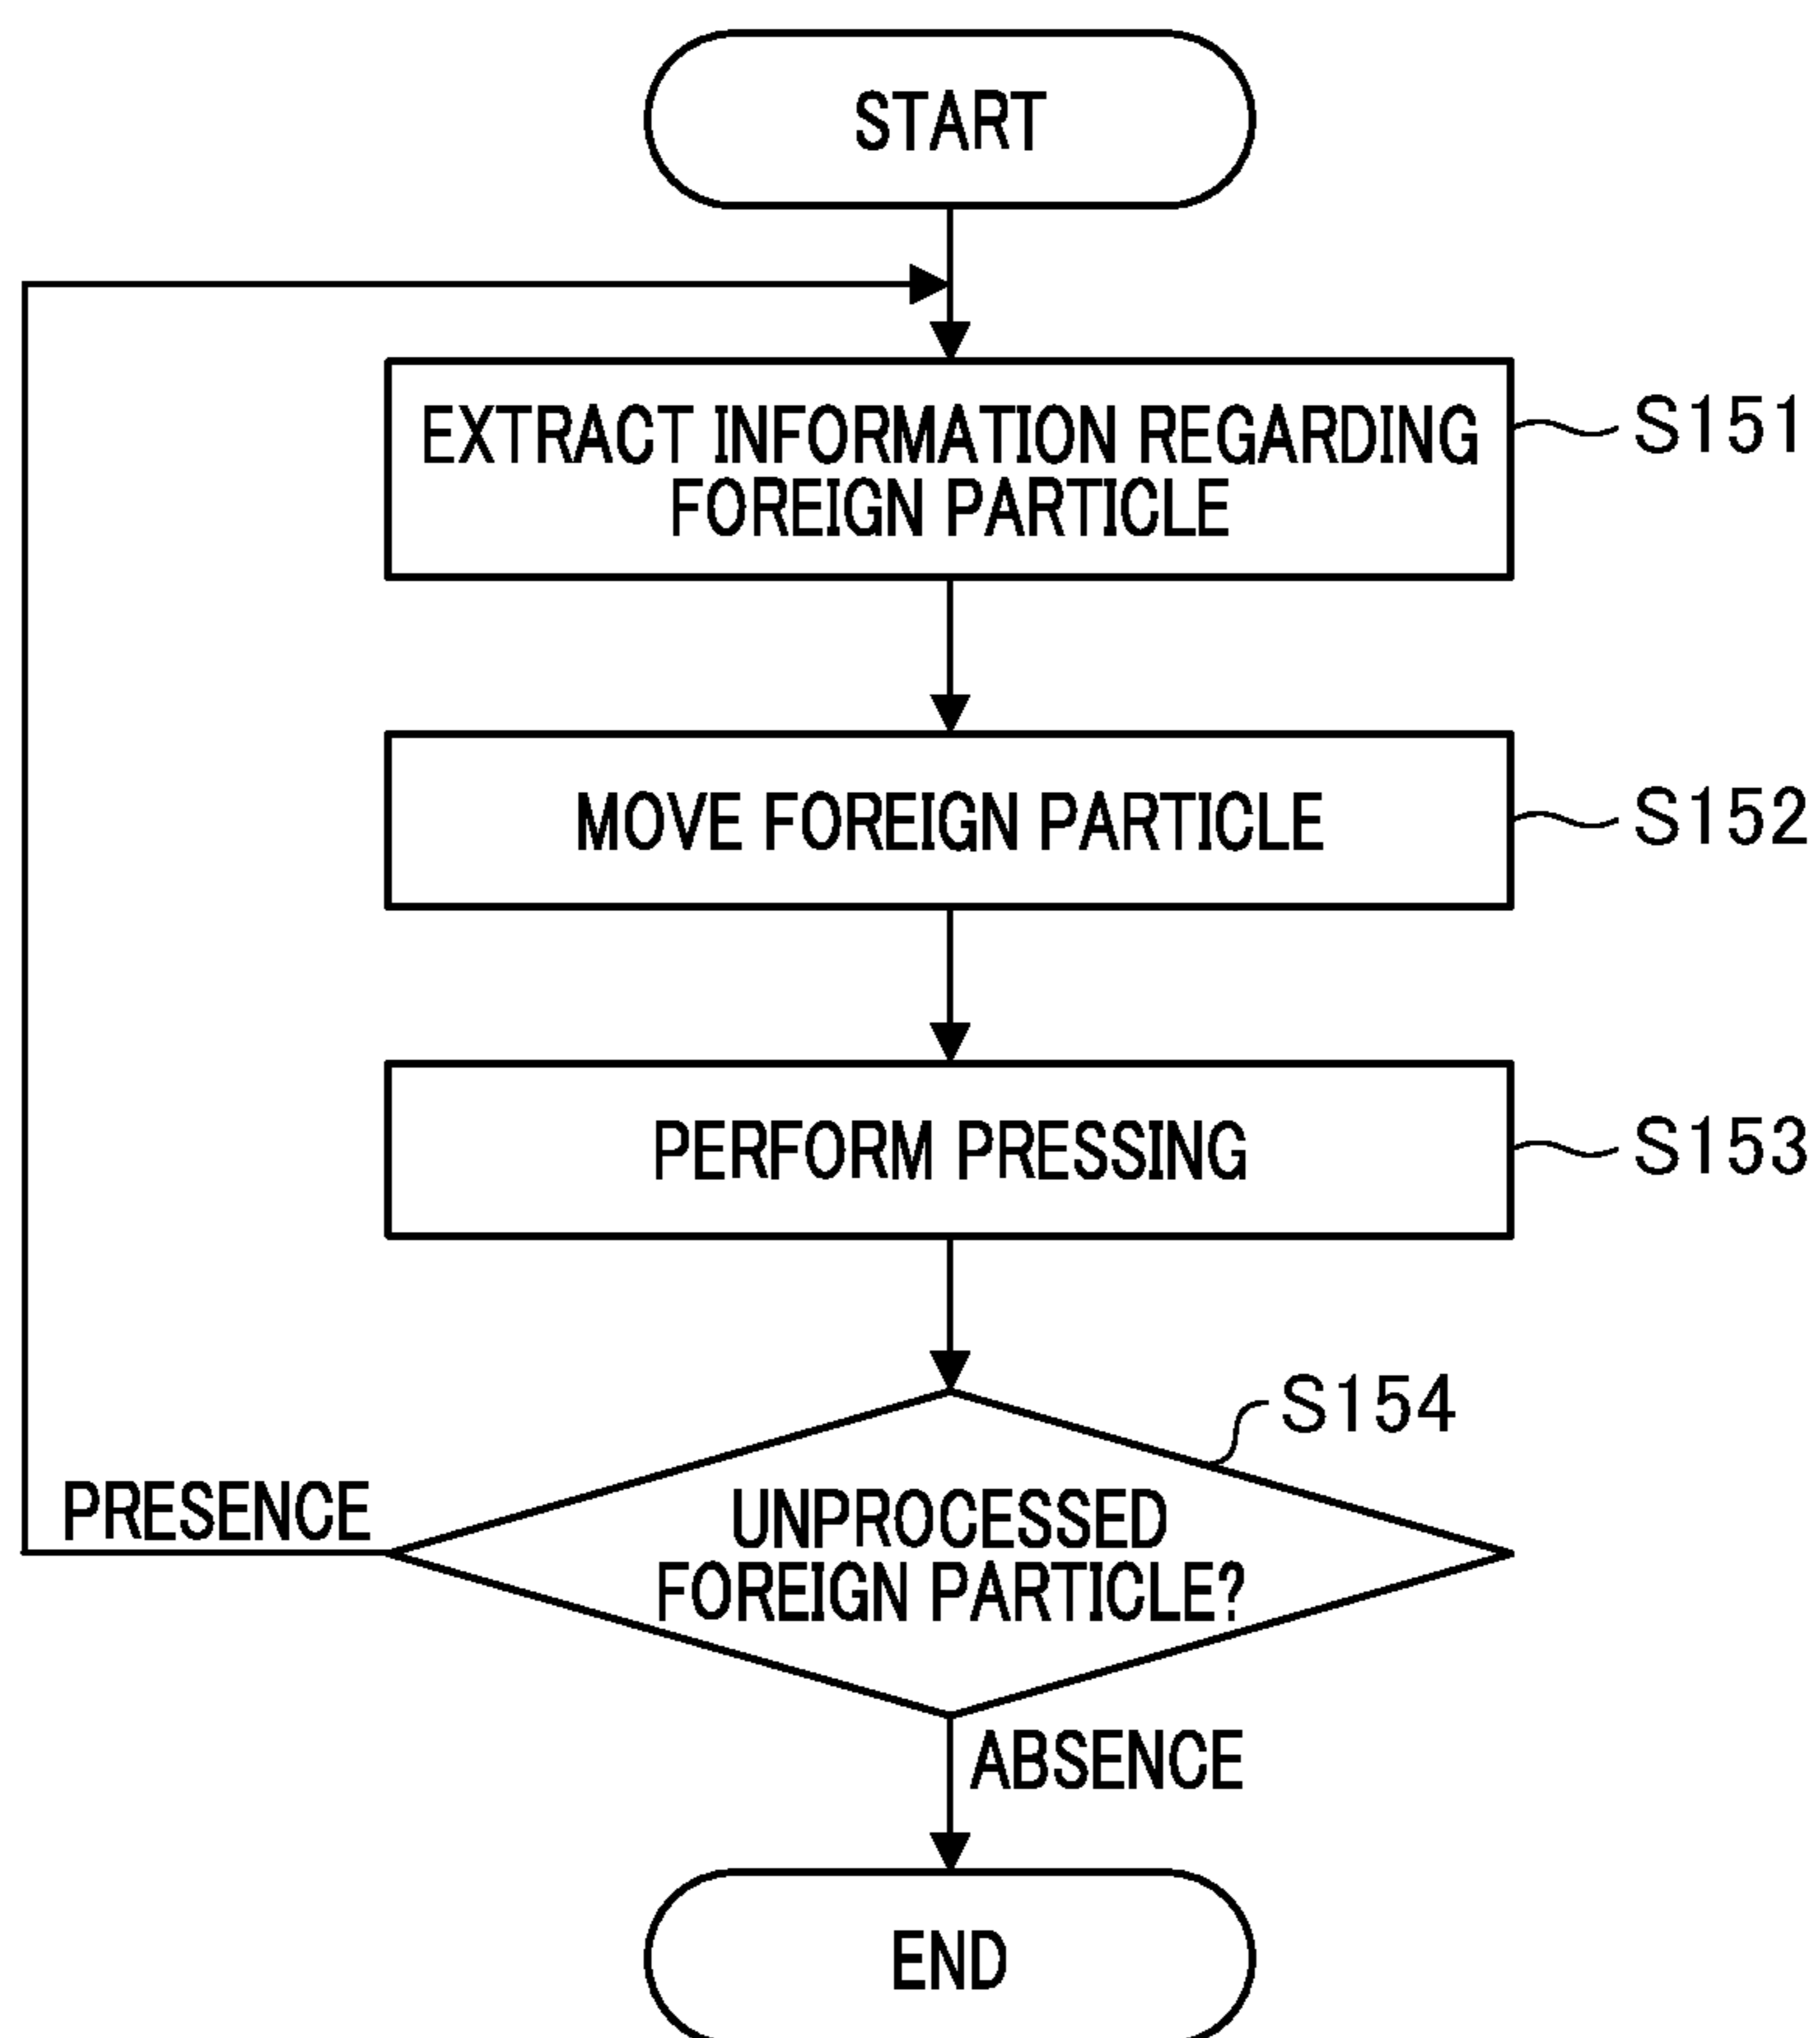 START
EXTRACT INFORMATION REGARDING
FOREIGN PARTICLE
S151
MOVE FOREIGN PARTICLE
S152
PERFORM PRESSING
S153
S154
UNPROCESSED
FOREIGN PARTICLE?
PRESENCE
ABSENCE
END